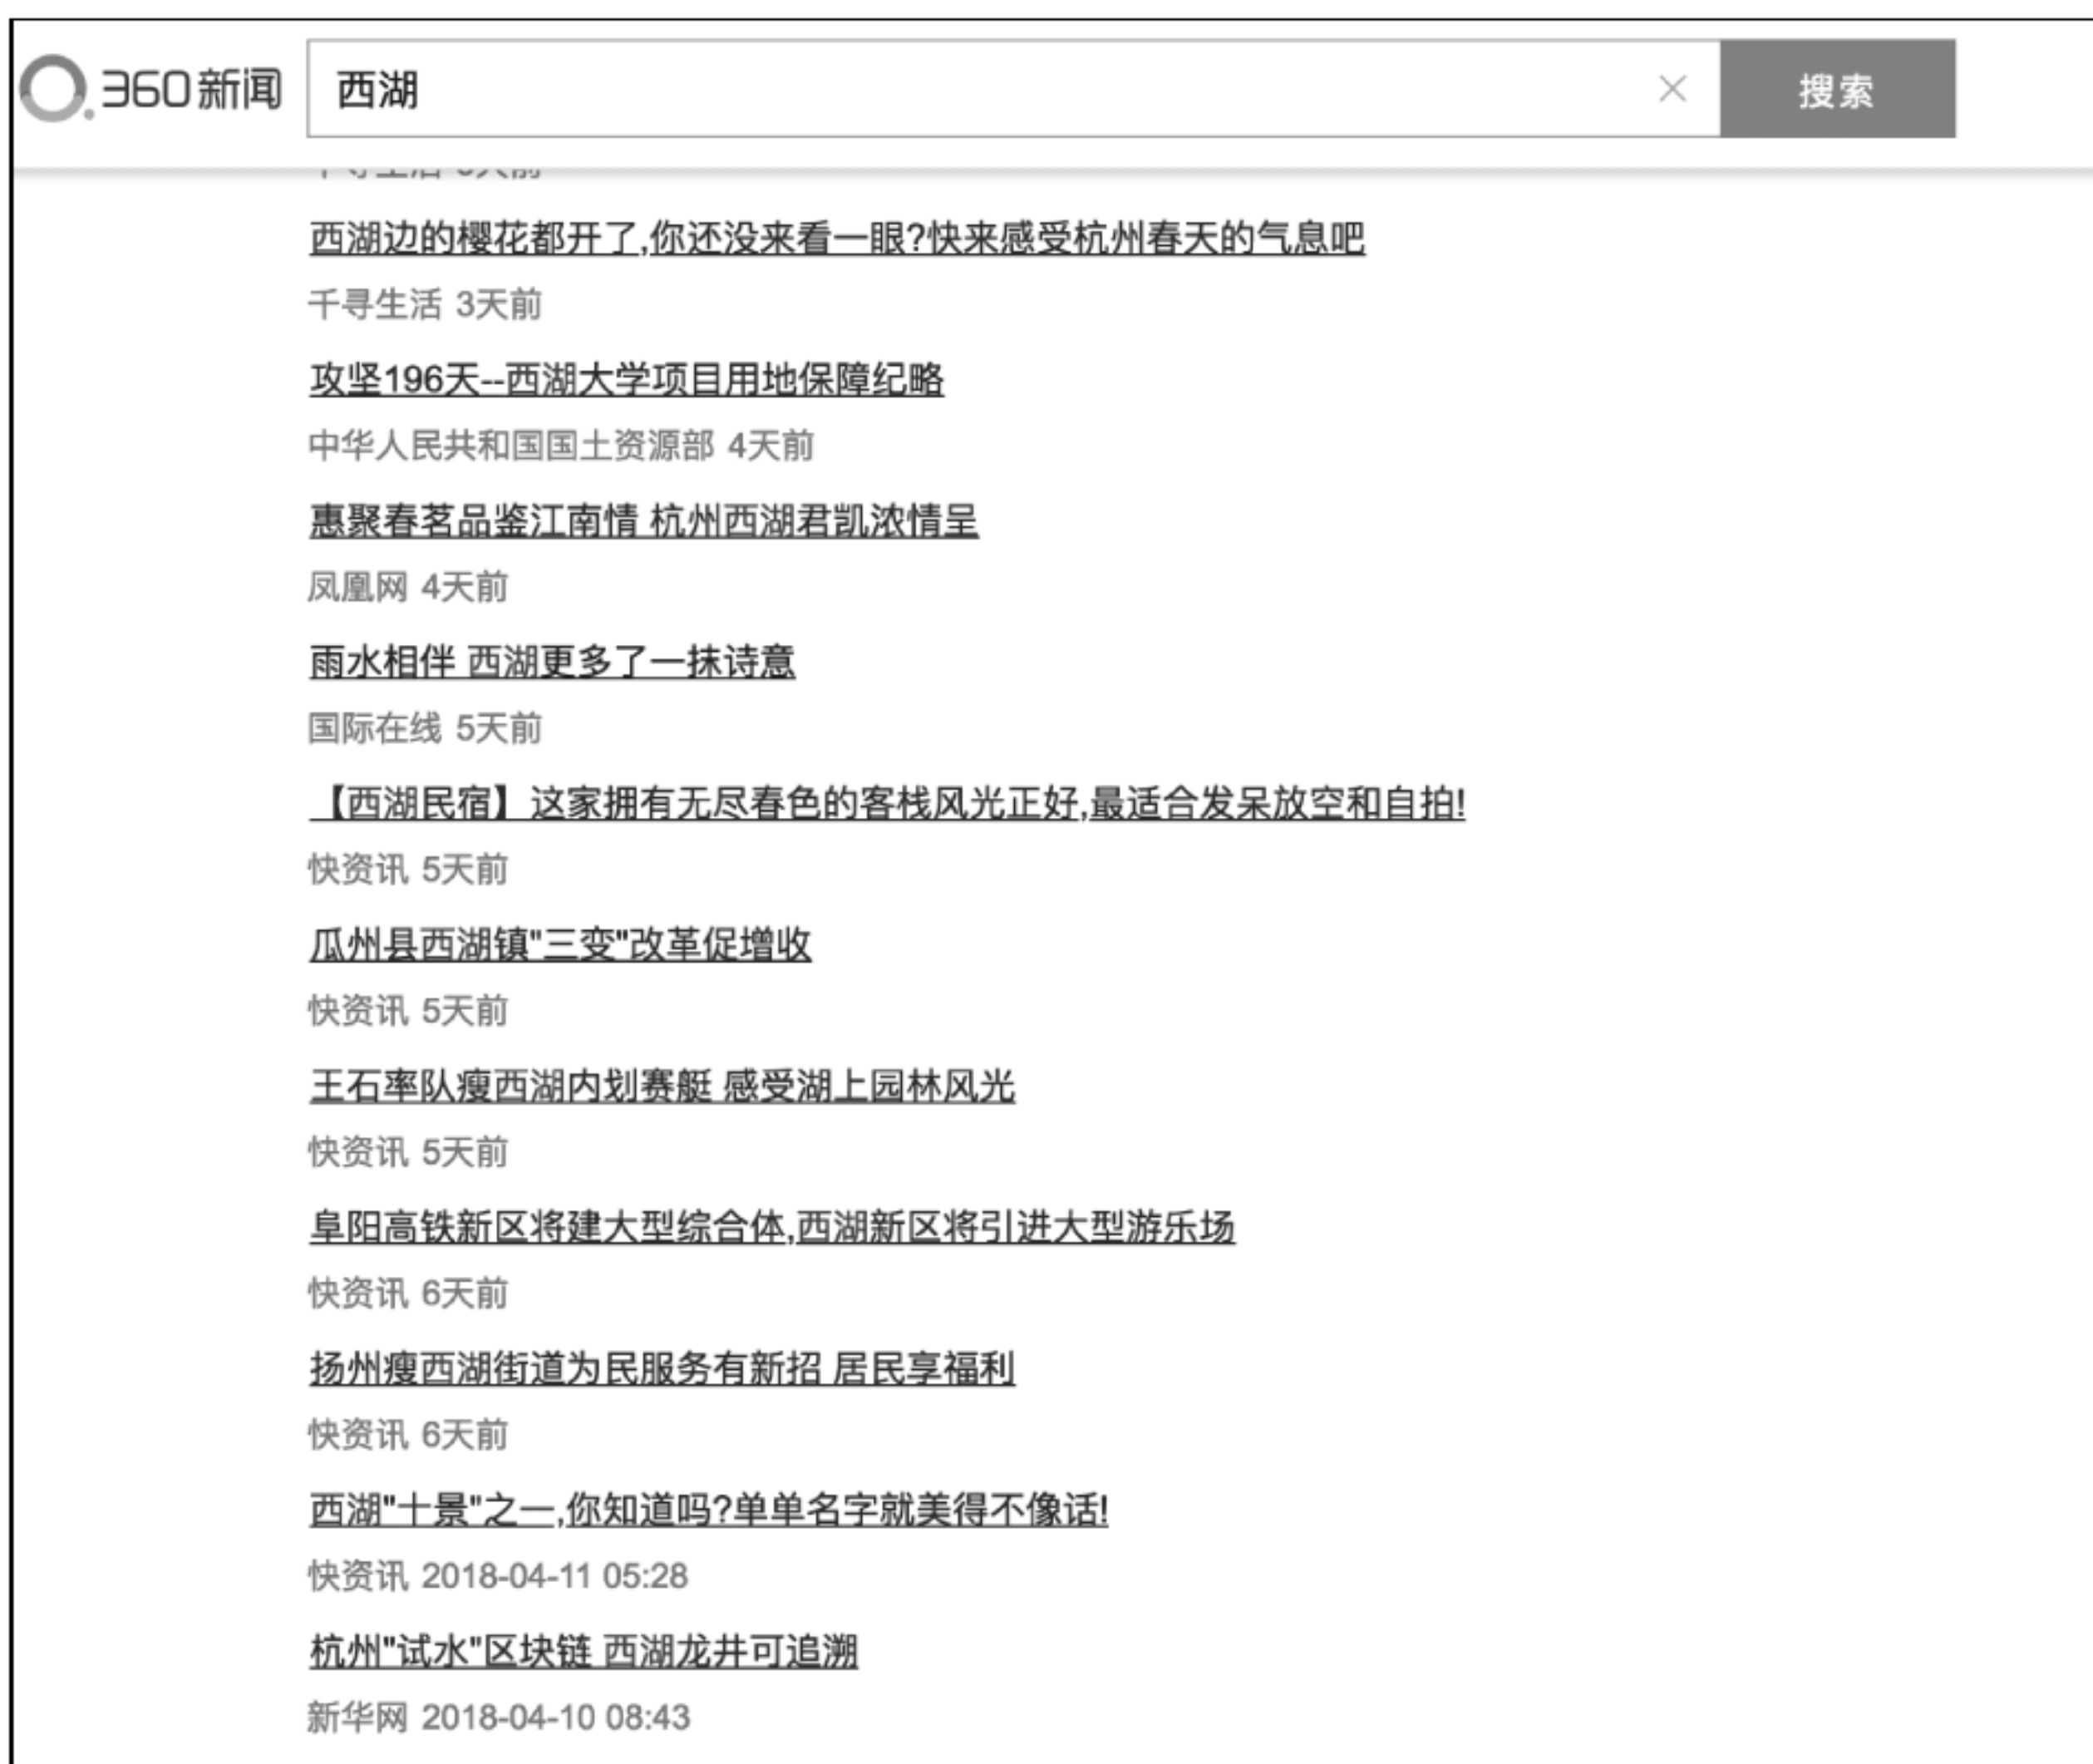 360新闻
西湖
搜索
西湖边的樱花都开了,你还没来看一眼?快来感受杭州春天的气息吧
千寻生活 3天前
攻坚196天--西湖大学项目用地保障纪略
中华人民共和国国土资源部 4天前
惠聚春茗品鉴江南情 杭州西湖君凯浓情呈
凤凰网 4天前
雨水相伴 西湖更多了一抹诗意
国际在线 5天前
【西湖民宿】这家拥有无尽春色的客栈风光正好,最适合发呆放空和自拍!
快资讯 5天前
瓜州县西湖镇"三变"改革促增收
快资讯 5天前
王石率队瘦西湖内划赛艇 感受湖上园林风光
快资讯 5天前
阜阳高铁新区将建大型综合体,西湖新区将引进大型游乐场
快资讯 6天前
扬州瘦西湖街道为民服务有新招 居民享福利
快资讯 6天前
西湖"十景"之一,你知道吗?单单名字就美得不像话!
快资讯 2018-04-11 05:28
杭州"试水"区块链 西湖龙井可追溯
新华网 2018-04-10 08:43